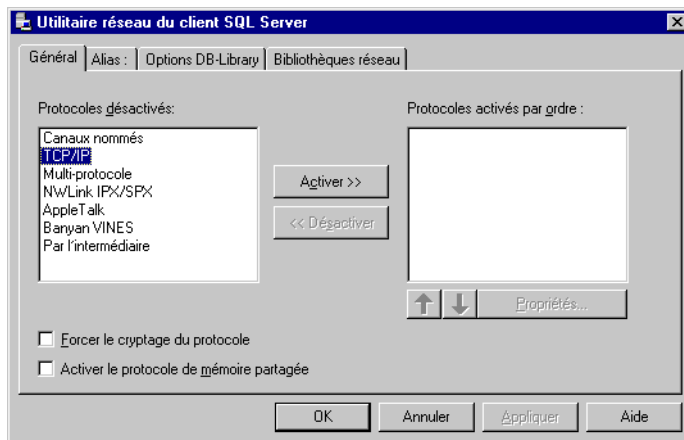 Utilitaire réseau du client SQL Server
Général
Alias :
Options DB-Library
Bibliothèques réseau
Protocoles désactivés:
Protocoles activés par ordre :
Canaux nommés
TCP/IP
Multi-protocole
NWLink IPX/SPX
AppleTalk
Banyan VINES
Par l'intermédiaire
Activer >>
<< Désactiver
Propriétés...
Forcer le cryptage du protocole
Activer le protocole de mémoire partagée
OK
Annuler
Appliquer
Aide